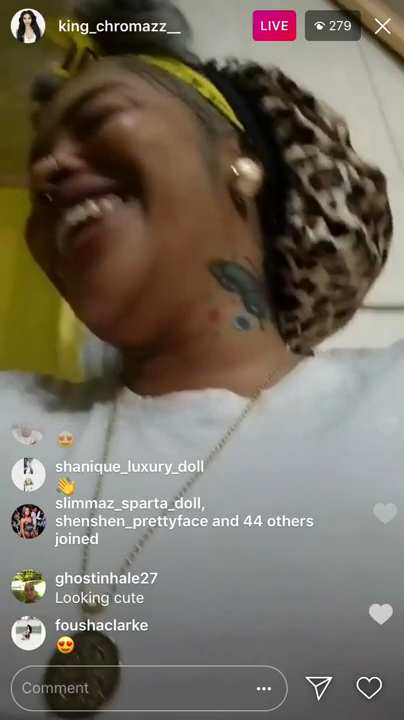 king_chromazz__
LIVE
279
😍
shanique_luxury_doll
👋
slimmaz_sparta_doll,
shenshen_prettyface and 44 others
joined
ghostinhale27
Looking cute
foushaclarke
😍
Comment